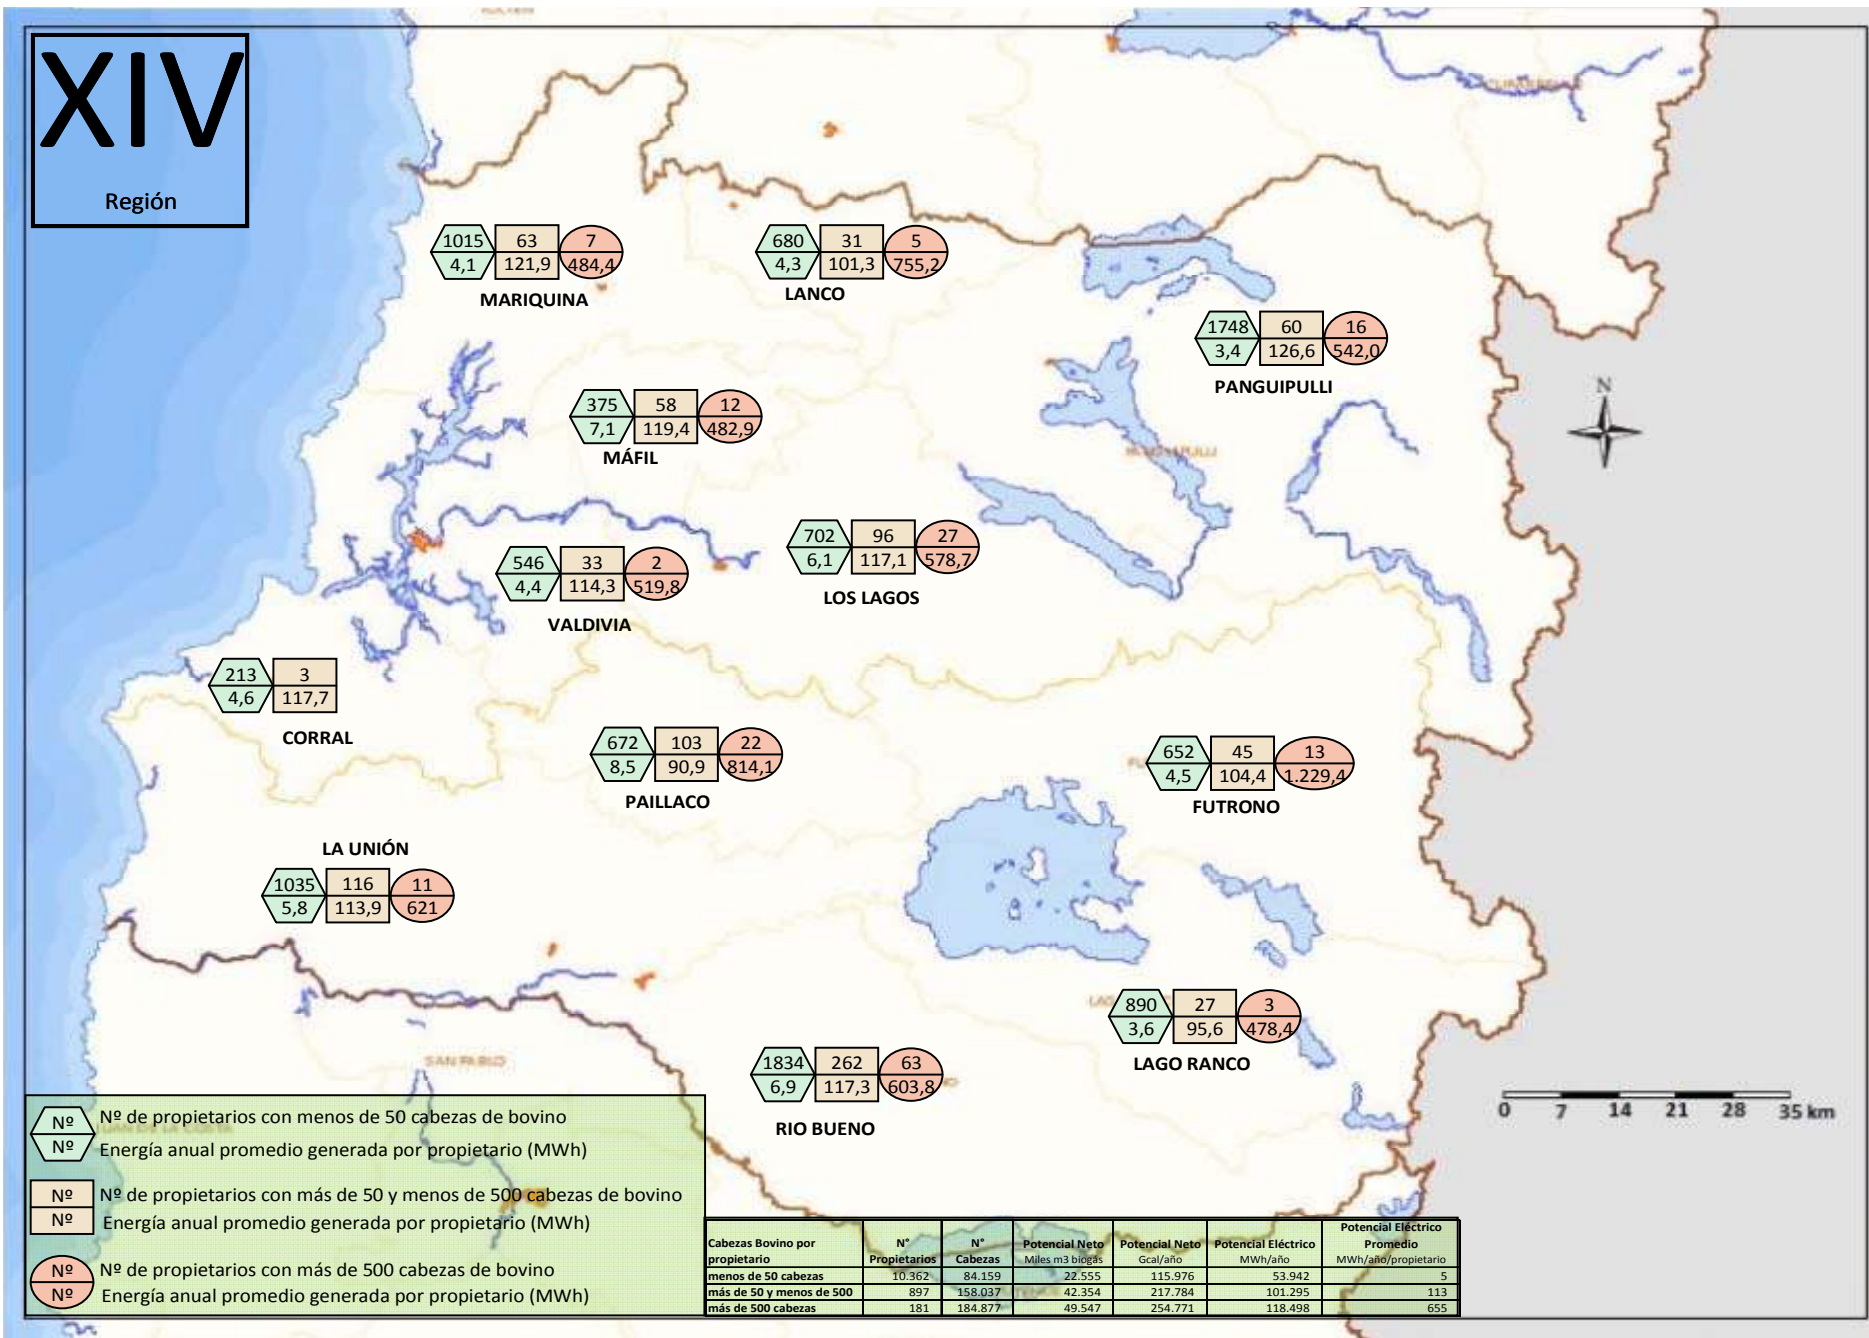 XIV
Región
1015 63 7
4,1 121,9 484,4
MARIQUINA
680 31 5
4,3 101,3 755,2
LANCO
1748 60 16
3,4 126,6 542,0
PANGUIPULLI
N
375 58 12
7,1 119,4 482,9
MÁFIL
702 96 27
6,1 117,1 578,7
LOS LAGOS
546 33 2
4,4 114,3 519,8
VALDIVIA
213 3
4,6 117,7
CORRAL
672 103 22
8,5 90,9 814,1
PAILLACO
652 45 13
4,5 104,4 1.229,4
FUTRONO
LA UNIÓN
1035 116 11
5,8 113,9 621
890 27 3
3,6 95,6 478,4
LAGO RANCO
SAN PABLO
1834 262 63
6,9 117,3 603,8
RIO BUENO
0 7 14 21 28 35 km
Nº Nº de propietarios con menos de 50 cabezas de bovino
Nº Energía anual promedio generada por propietario (MWh)
Nº Nº de propietarios con más de 50 y menos de 500 cabezas de bovino
Nº Energía anual promedio generada por propietario (MWh)
Nº Nº de propietarios con más de 500 cabezas de bovino
Nº Energía anual promedio generada por propietario (MWh)
Cabezas Bovino por propietario N° Propietarios N° Cabezas Potencial Neto Miles m3 biogás Potencial Neto Gcal/año Potencial Eléctrico MWh/año Potencial Eléctrico Promedio MWh/año/propietario
menos de 50 cabezas 10.362 84.159 22.555 115.976 53.942 5
más de 50 y menos de 500 897 158.037 42.354 217.784 101.295 113
más de 500 cabezas 181 184.877 49.547 254.771 118.498 655